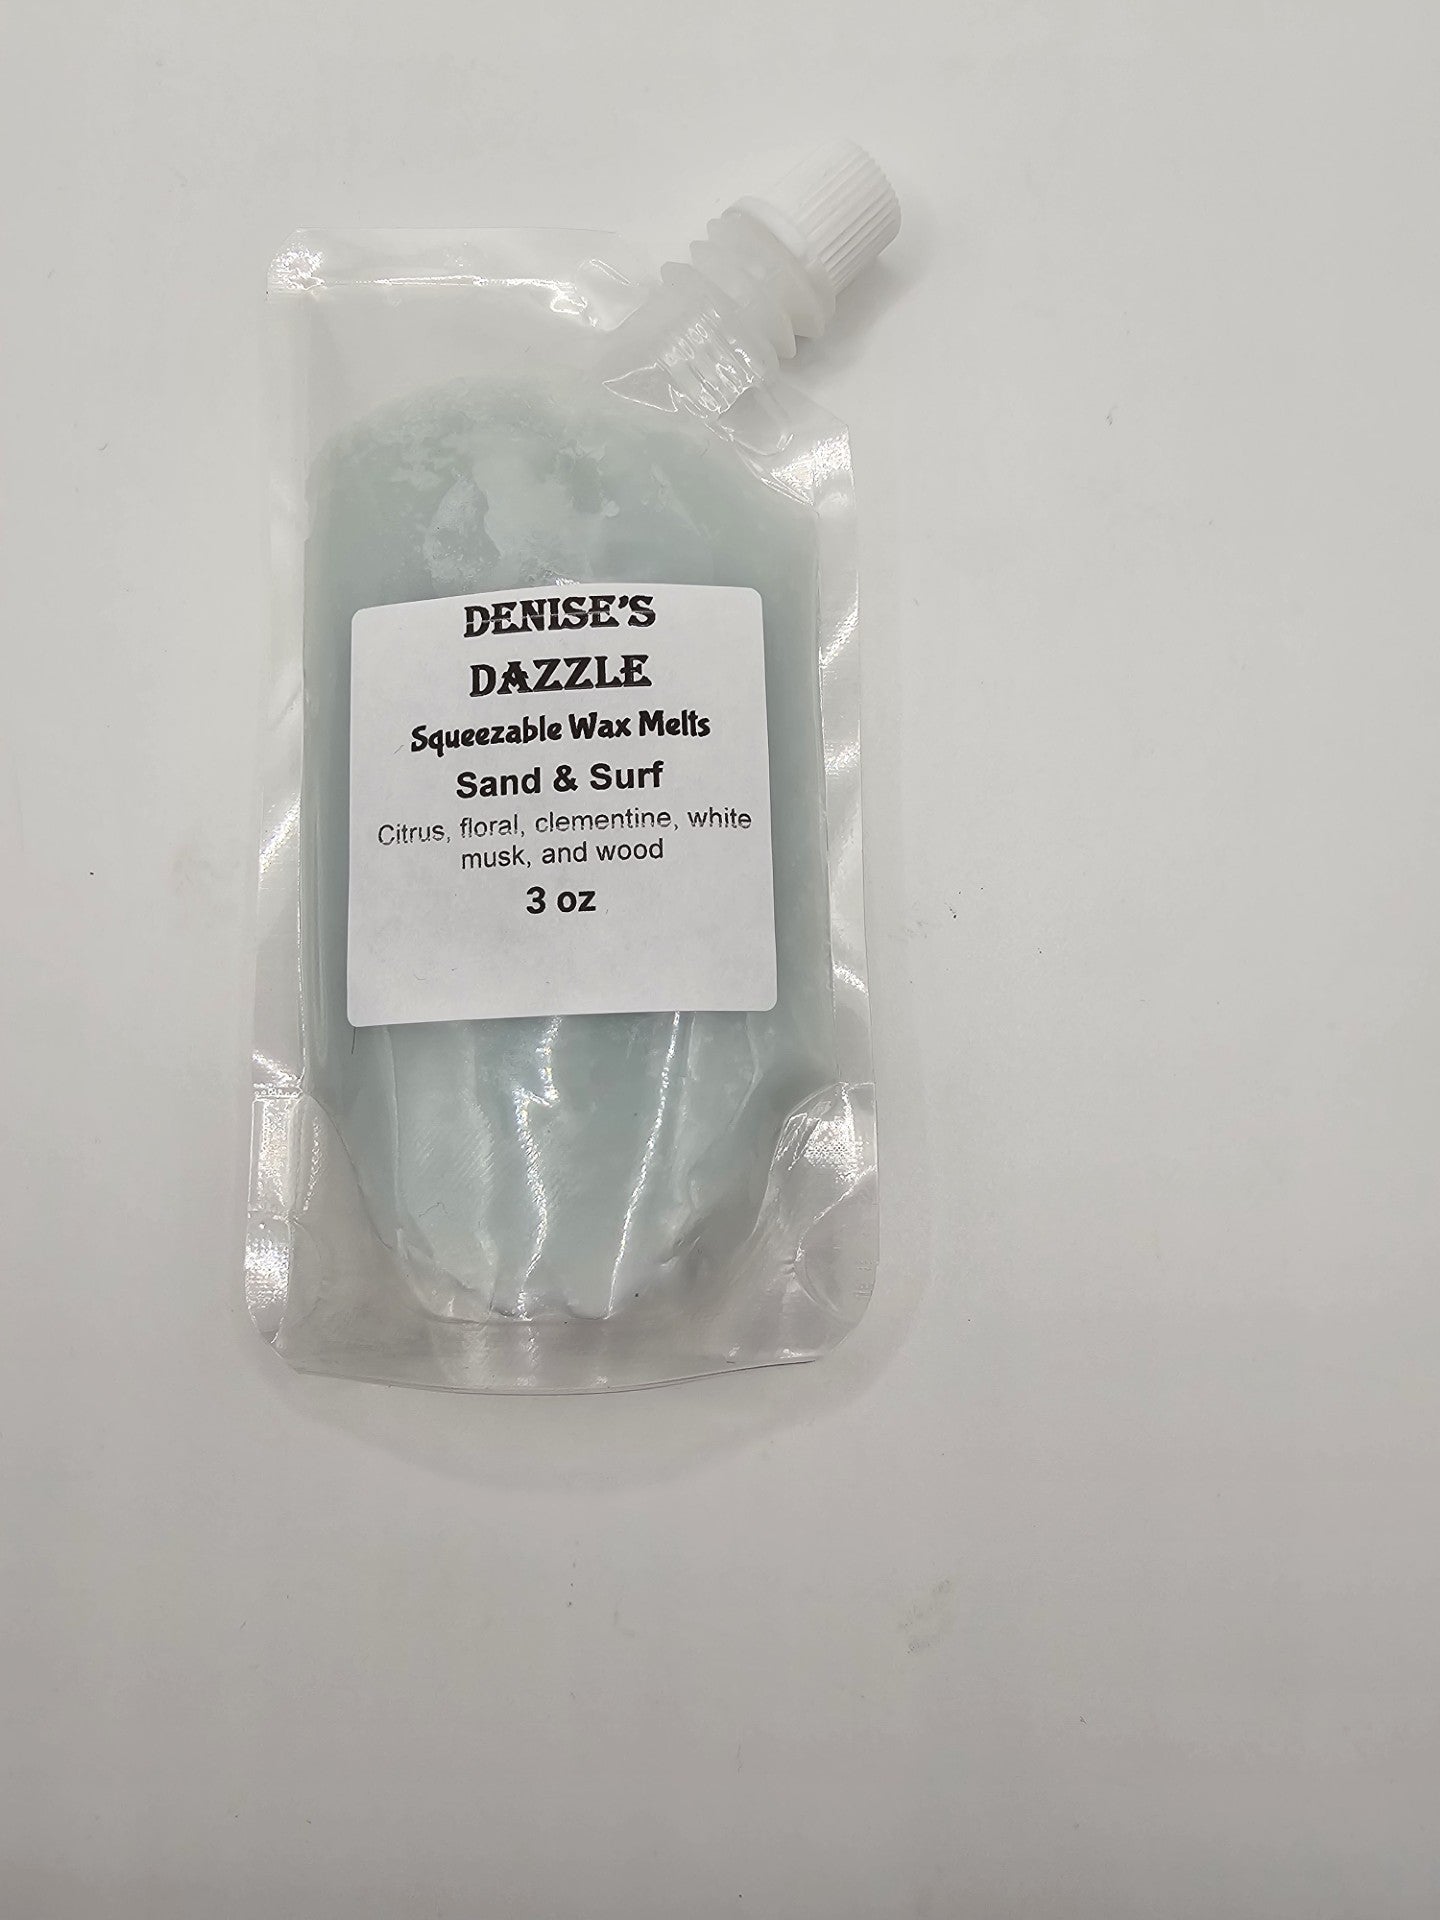 DENISE'S
DAZZLE
Squeezable Wax Melts
Sand & Surf
Citrus, floral, clementine, white
musk, and wood
3 oz